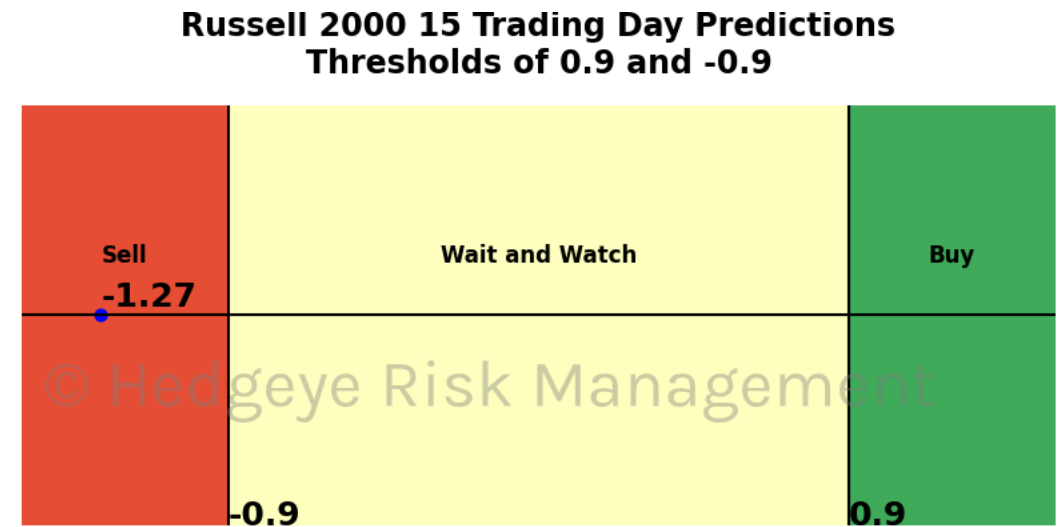 Russell 2000 15 Trading Day Predictions
Thresholds of 0.9 and -0.9
Sell
Wait and Watch
Buy
-1.27
© Hedgeye Risk Management
-0.9
0.9